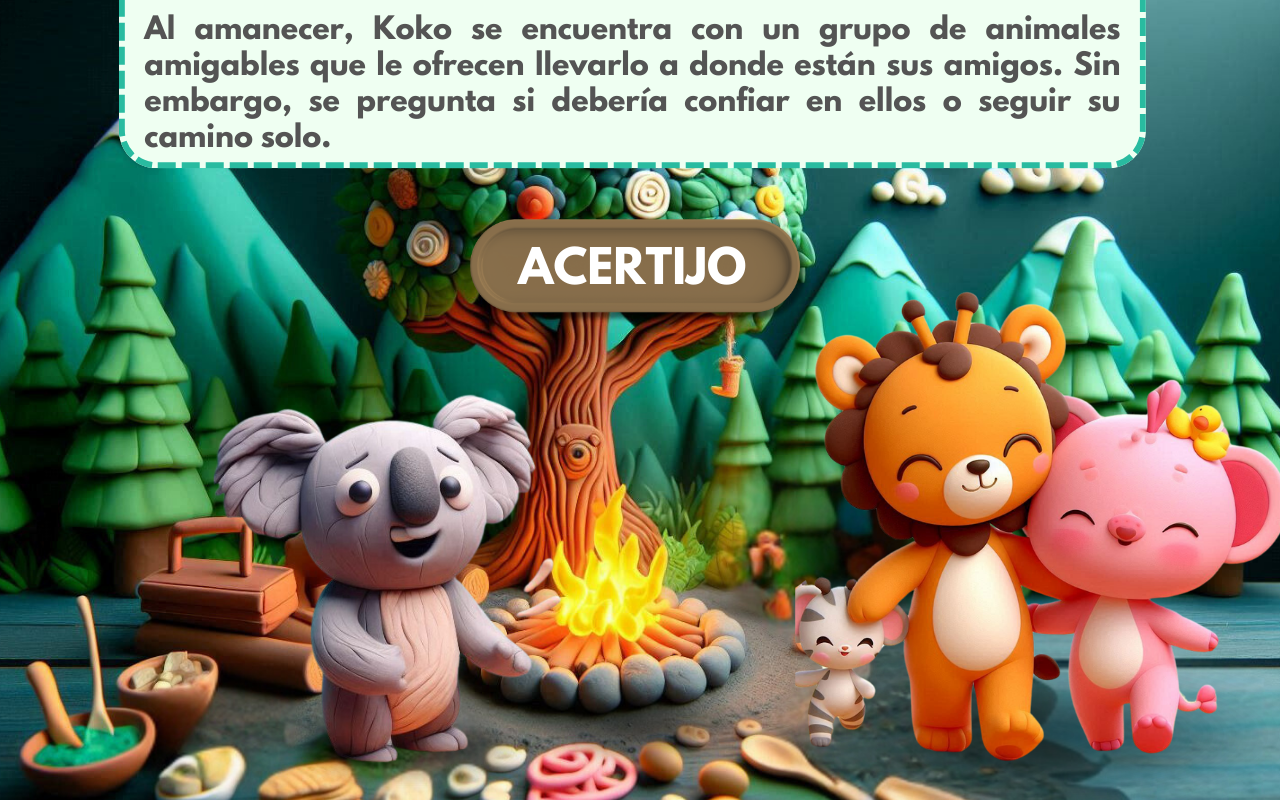 Al amanecer, Koko se encuentra con un grupo de animales
amigables que le ofrecen llevarlo a donde están sus amigos. Sin
embargo, se pregunta si debería confiar en ellos o seguir su
camino solo.
ACERTIJO